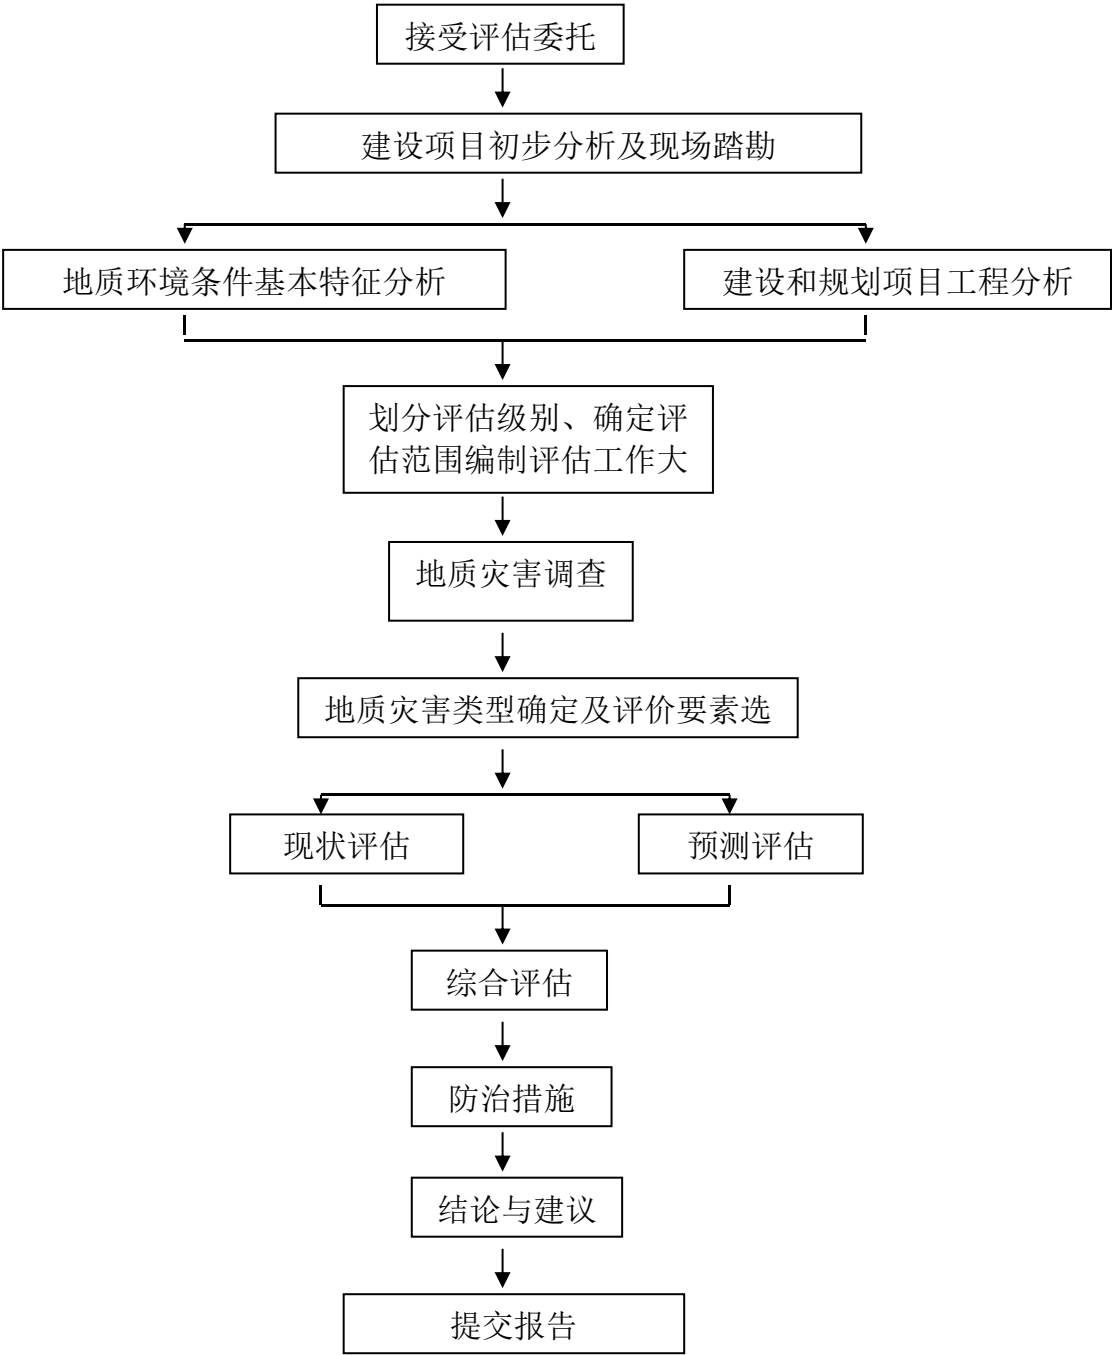 接受评估委托
建设项目初步分析及现场踏勘
地质环境条件基本特征分析
建设和规划项目工程分析
划分评估级别、确定评
估范围编制评估工作大
地质灾害调查
地质灾害类型确定及评价要素选
现状评估
预测评估
综合评估
防治措施
结论与建议
提交报告